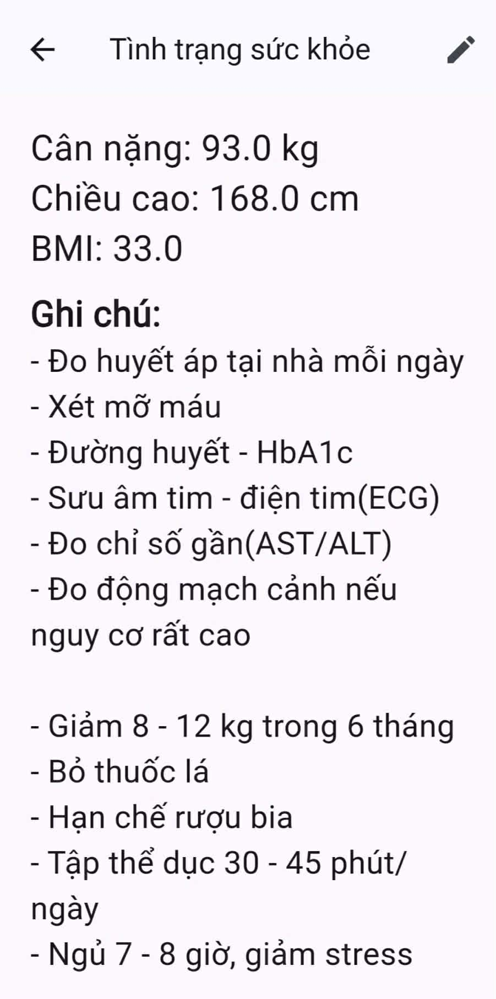 Tình trạng sức khỏe
Cân nặng: 93.0 kg
Chiều cao: 168.0 cm
BMI: 33.0
Ghi chú:
- Đo huyết áp tại nhà mỗi ngày
- Xét mỡ máu
- Đường huyết - HbA1c
- Sưu âm tim - điện tim(ECG)
- Đo chỉ số gần(AST/ALT)
- Đo động mạch cảnh nếu
nguy cơ rất cao
- Giảm 8 - 12 kg trong 6 tháng
- Bỏ thuốc lá
- Hạn chế rượu bia
- Tập thể dục 30 - 45 phút/
ngày
- Ngủ 7 - 8 giờ, giảm stress